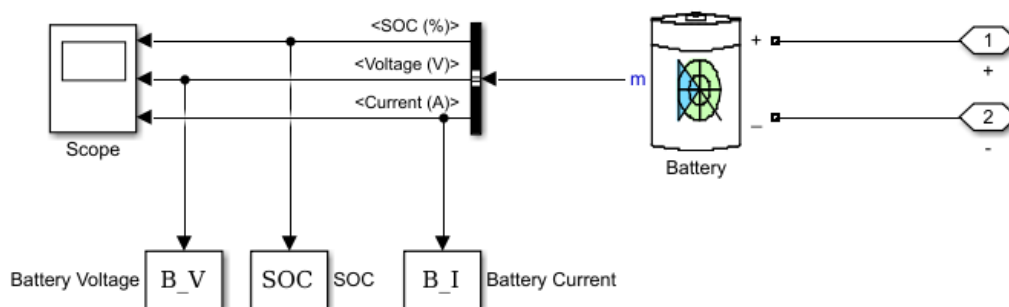 <SOC (%)>
<Voltage (V)>
<Current (A)>
Scope
m
+
_
Battery
1
+
2
-
Battery Voltage
B_V
SOC
SOC
B_I
Battery Current